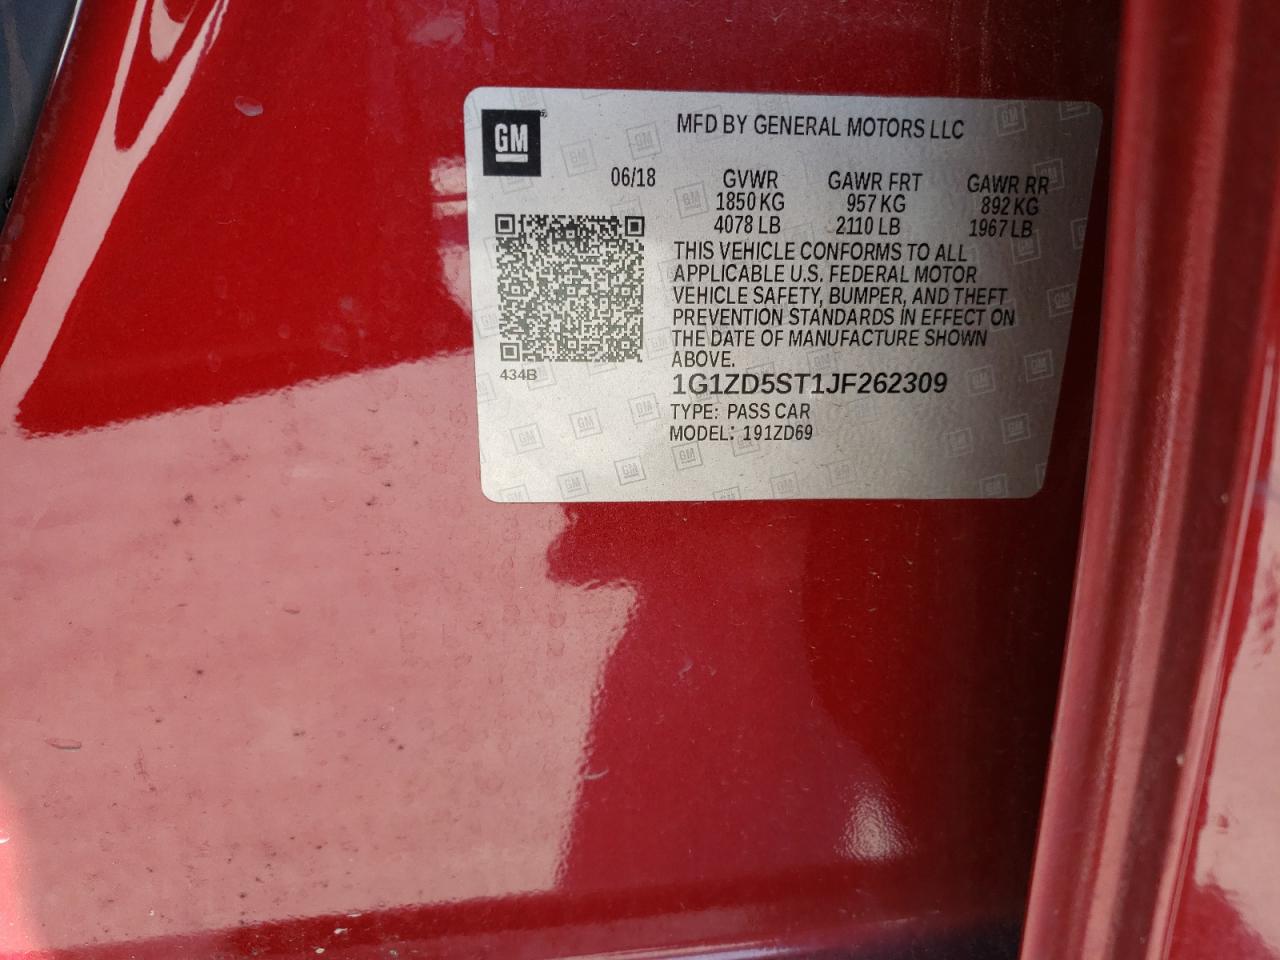 GM
MFD BY GENERAL MOTORS LLC
06/18 GVWR GAWR FRT GAWR RR
1850 KG 957 KG 892 KG
4078 LB 2110 LB 1967 LB
THIS VEHICLE CONFORMS TO ALL
APPLICABLE U.S. FEDERAL MOTOR
VEHICLE SAFETY, BUMPER, AND THEFT
PREVENTION STANDARDS IN EFFECT ON
THE DATE OF MANUFACTURE SHOWN
ABOVE.
434B
1G1ZD5ST1JF262309
TYPE: PASS CAR
MODEL: 191ZD69